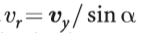 v_r = v_y / sin α